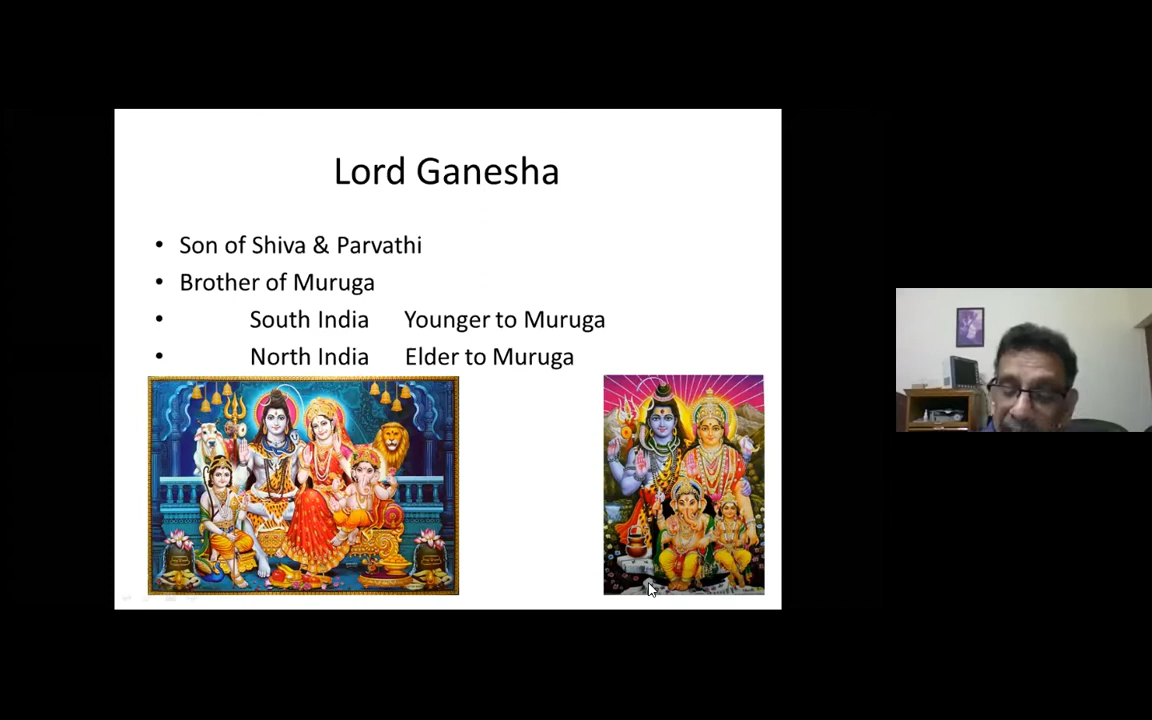 Lord Ganesha
• Son of Shiva & Parvathi
• Brother of Muruga
• South India Younger to Muruga
• North India Elder to Muruga